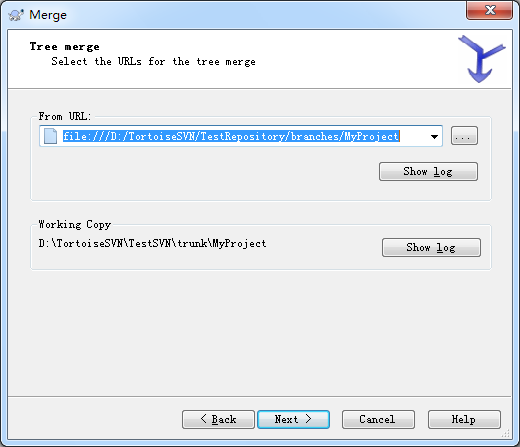 Merge
Tree merge
Select the URLs for the tree merge
From URL:
file:///D:/TortoiseSVN/TestRepository/branches/MyProject
...
Show log
Working Copy
D:\TortoiseSVN\TestSVN\trunk\MyProject
Show log
< Back
Next >
Cancel
Help